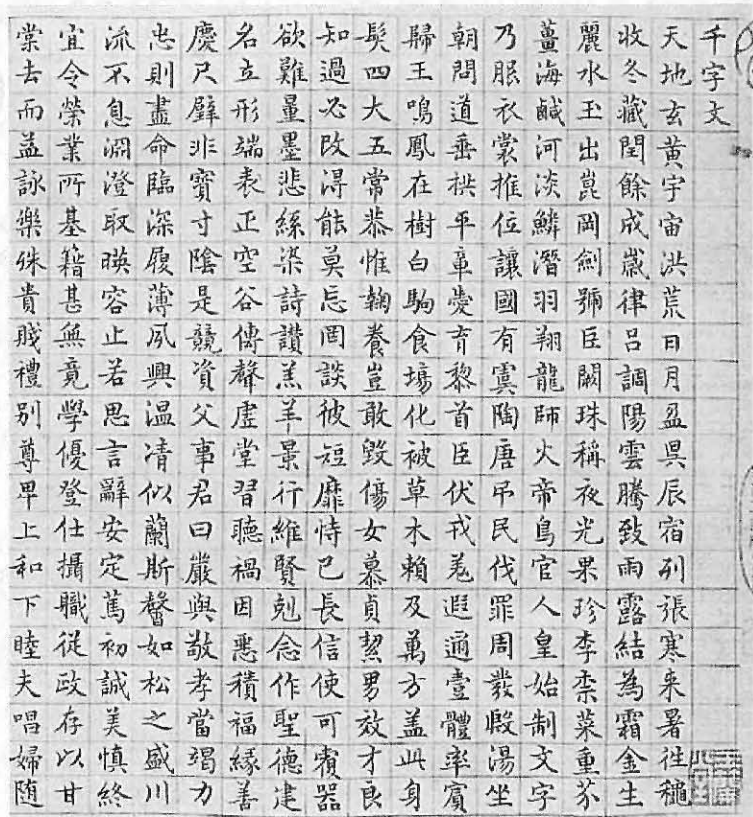 千字文
天地玄黃宇宙洪荒日月盈昃辰宿列張寒来暑往穐
收冬藏閏餘成歲律呂調陽雲騰致雨露結為霜金生
麗水玉出崑岡劍號臣闕珠稱夜光果珍李柰菜重芥
薑海鹹河淡鱗潛羽翔龍師火帝鳥官人皇始制文字
乃服衣裳推位讓國有虞陶唐吊民伐罪周發殷湯坐
朝問道垂拱平章愛育黎首臣伏戎羌遐邇壹體率賓
歸王鳴鳳在樹白駒食場化被草木賴及萬方盖此身
髮四大五常恭惟鞠養豈敢毀傷女慕貞絜男效才良
知過必改得能莫忘罔談彼短靡恃己長信使可覆器
欲難量墨悲絲染詩讚羔羊景行維賢剋念作聖德建
名立形端表正空谷傳聲虛堂習聽禍因惡積福緣善
慶尺璧非寶寸陰是競資父事君曰嚴與敬孝當竭力
忠則盡命臨深履薄夙興温凊似蘭斯馨如松之盛川
流不息淵澄取暎容止若思言辭安定篤初誠美慎終
宜令榮業所基籍甚無竟學優登仕攝職從政存以甘
棠去而益詠樂殊貴賤禮別尊卑上和下睦夫唱婦随